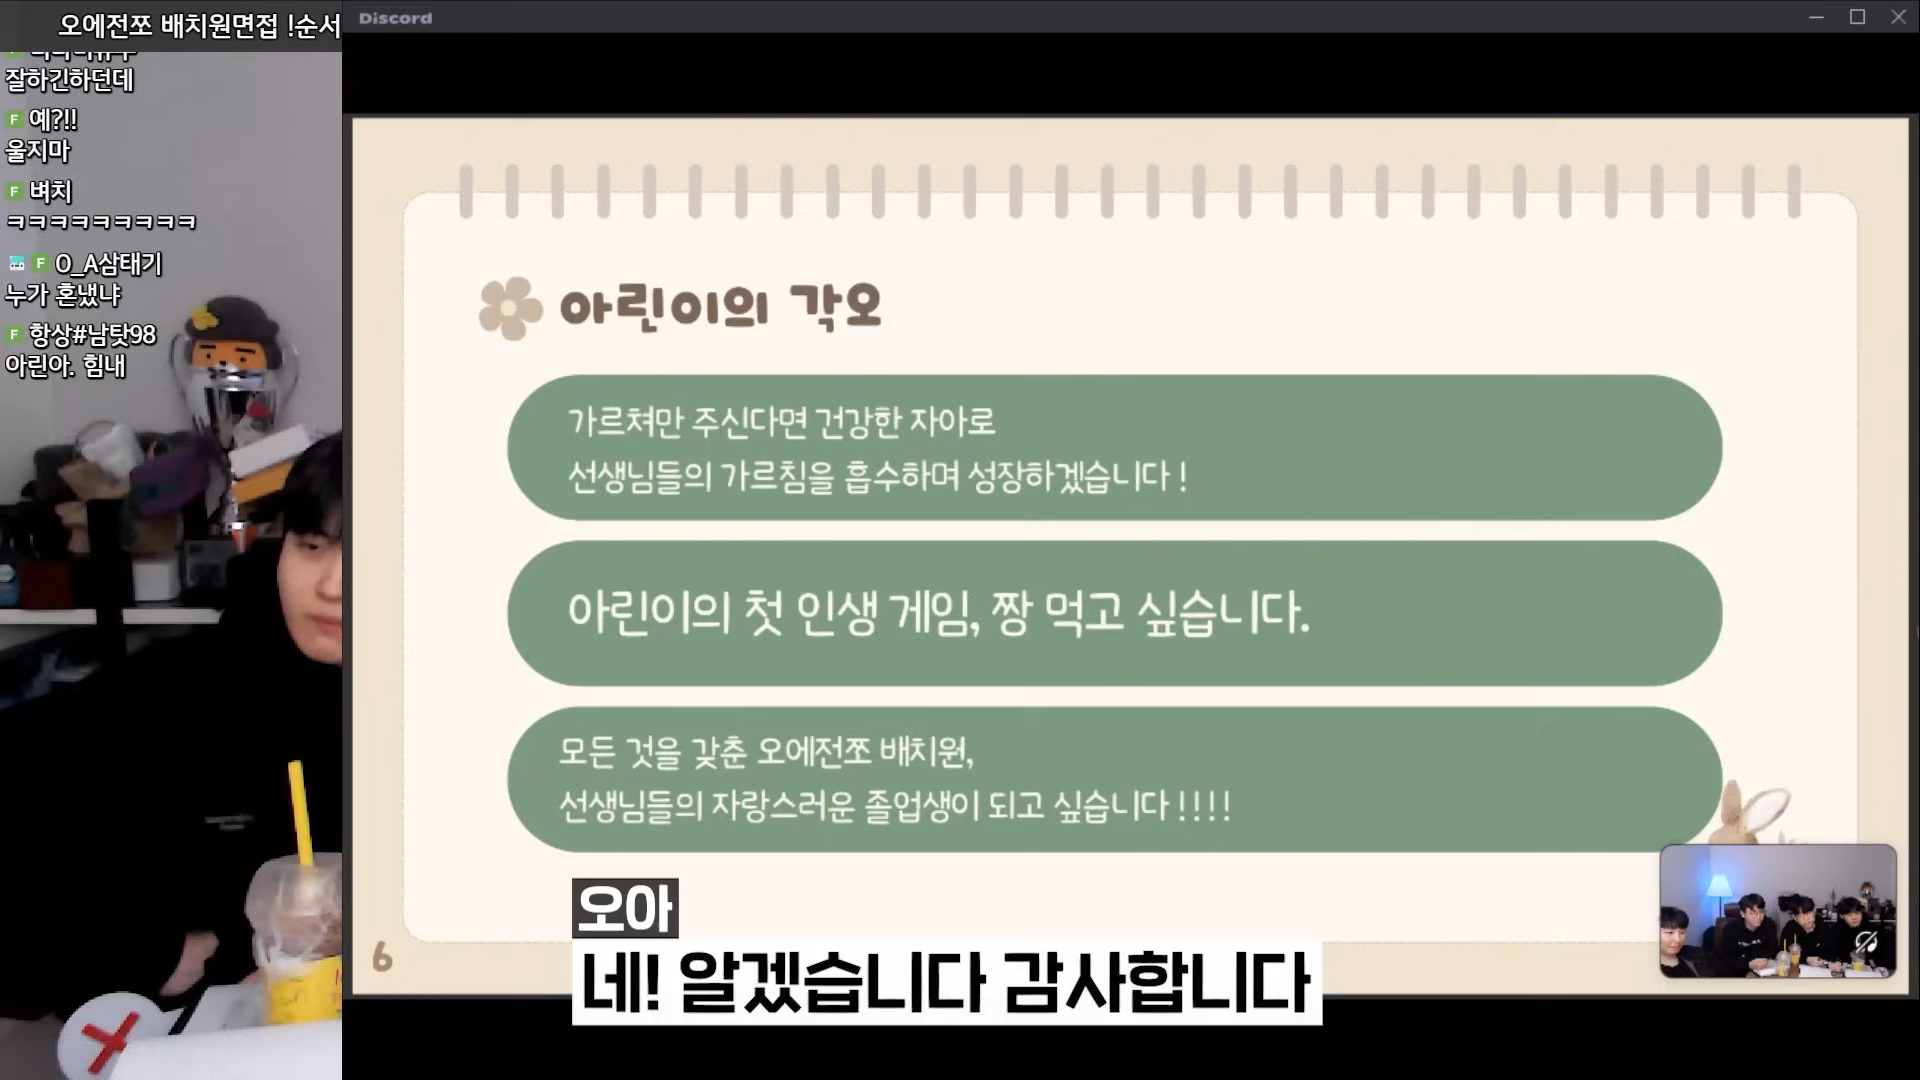 오에전쪼 배치원면접 !순서
잘하긴하던데
F 예?!!
울지마
F 벼치
ㅋㅋㅋㅋㅋㅋㅋㅋㅋ
F O_A삼태기
누가 혼냈냐
F 항상#남탓98
아린아. 힘내
Discord
아린이의 각오
가르쳐만 주신다면 건강한 자아로
선생님들의 가르침을 흡수하며 성장하겠습니다 !
아린이의 첫 인생 게임, 짱 먹고 싶습니다.
모든 것을 갖춘 오에전쪼 배치원,
선생님들의 자랑스러운 졸업생이 되고 싶습니다 !!!!
6
오아
네! 알겠습니다 감사합니다